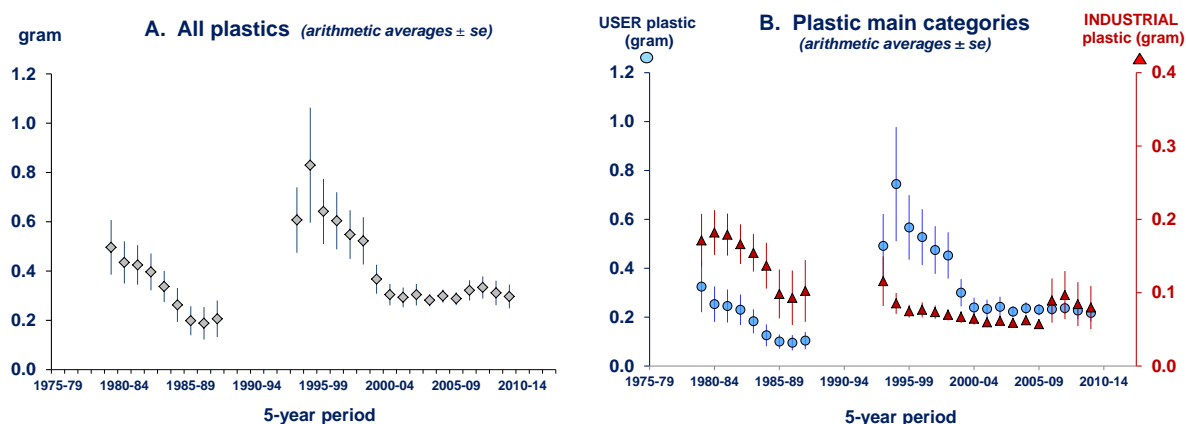 A. All plastics (arithmetic averages ± se)
gram
1.2
1.0
0.8
0.6
0.4
0.2
0.0
1975-79 1980-84 1985-89 1990-94 1995-99 2000-04 2005-09 2010-14
5-year period
USER plastic
(gram)
B. Plastic main categories
(arithmetic averages ± se)
INDUSTRIAL
plastic (gram)
1.2
1.0
0.8
0.6
0.4
0.2
0.0
0.4
0.3
0.2
0.1
0.0
1975-79 1980-84 1985-89 1990-94 1995-99 2000-04 2005-09 2010-14
5-year period